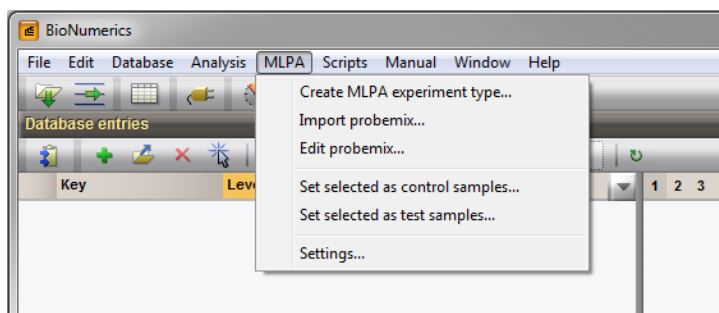 BioNumerics
File Edit Database Analysis MLPA Scripts Manual Window Help
Create MLPA experiment type...
Import probemix...
Edit probemix...
Set selected as control samples...
Set selected as test samples...
Settings...
Database entries
Key 1 2 3